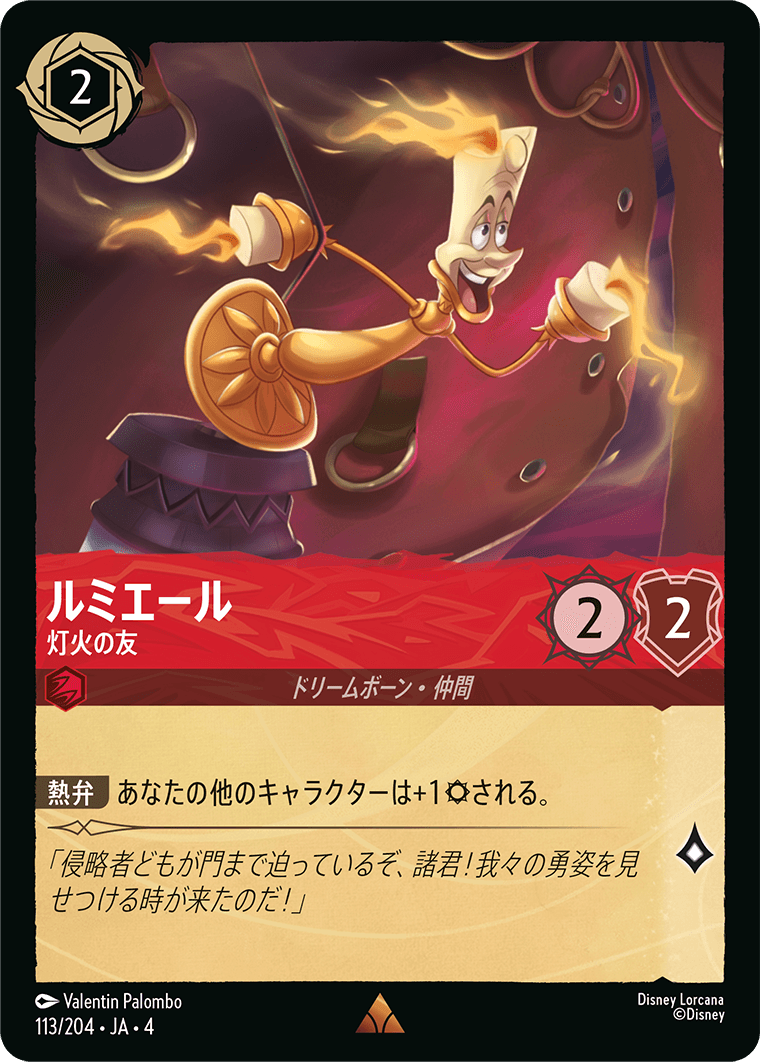 2
ルミエール
灯火の友
2
2
ドリームボーン・仲間
熱弁 あなたの他のキャラクターは+1される。
「侵略者どもが門まで迫っているぞ、諸君！我々の勇姿を見
せつける時が来たのだ！」
Valentin Palombo
113/204 • JA • 4
Disney Lorcana
©Disney